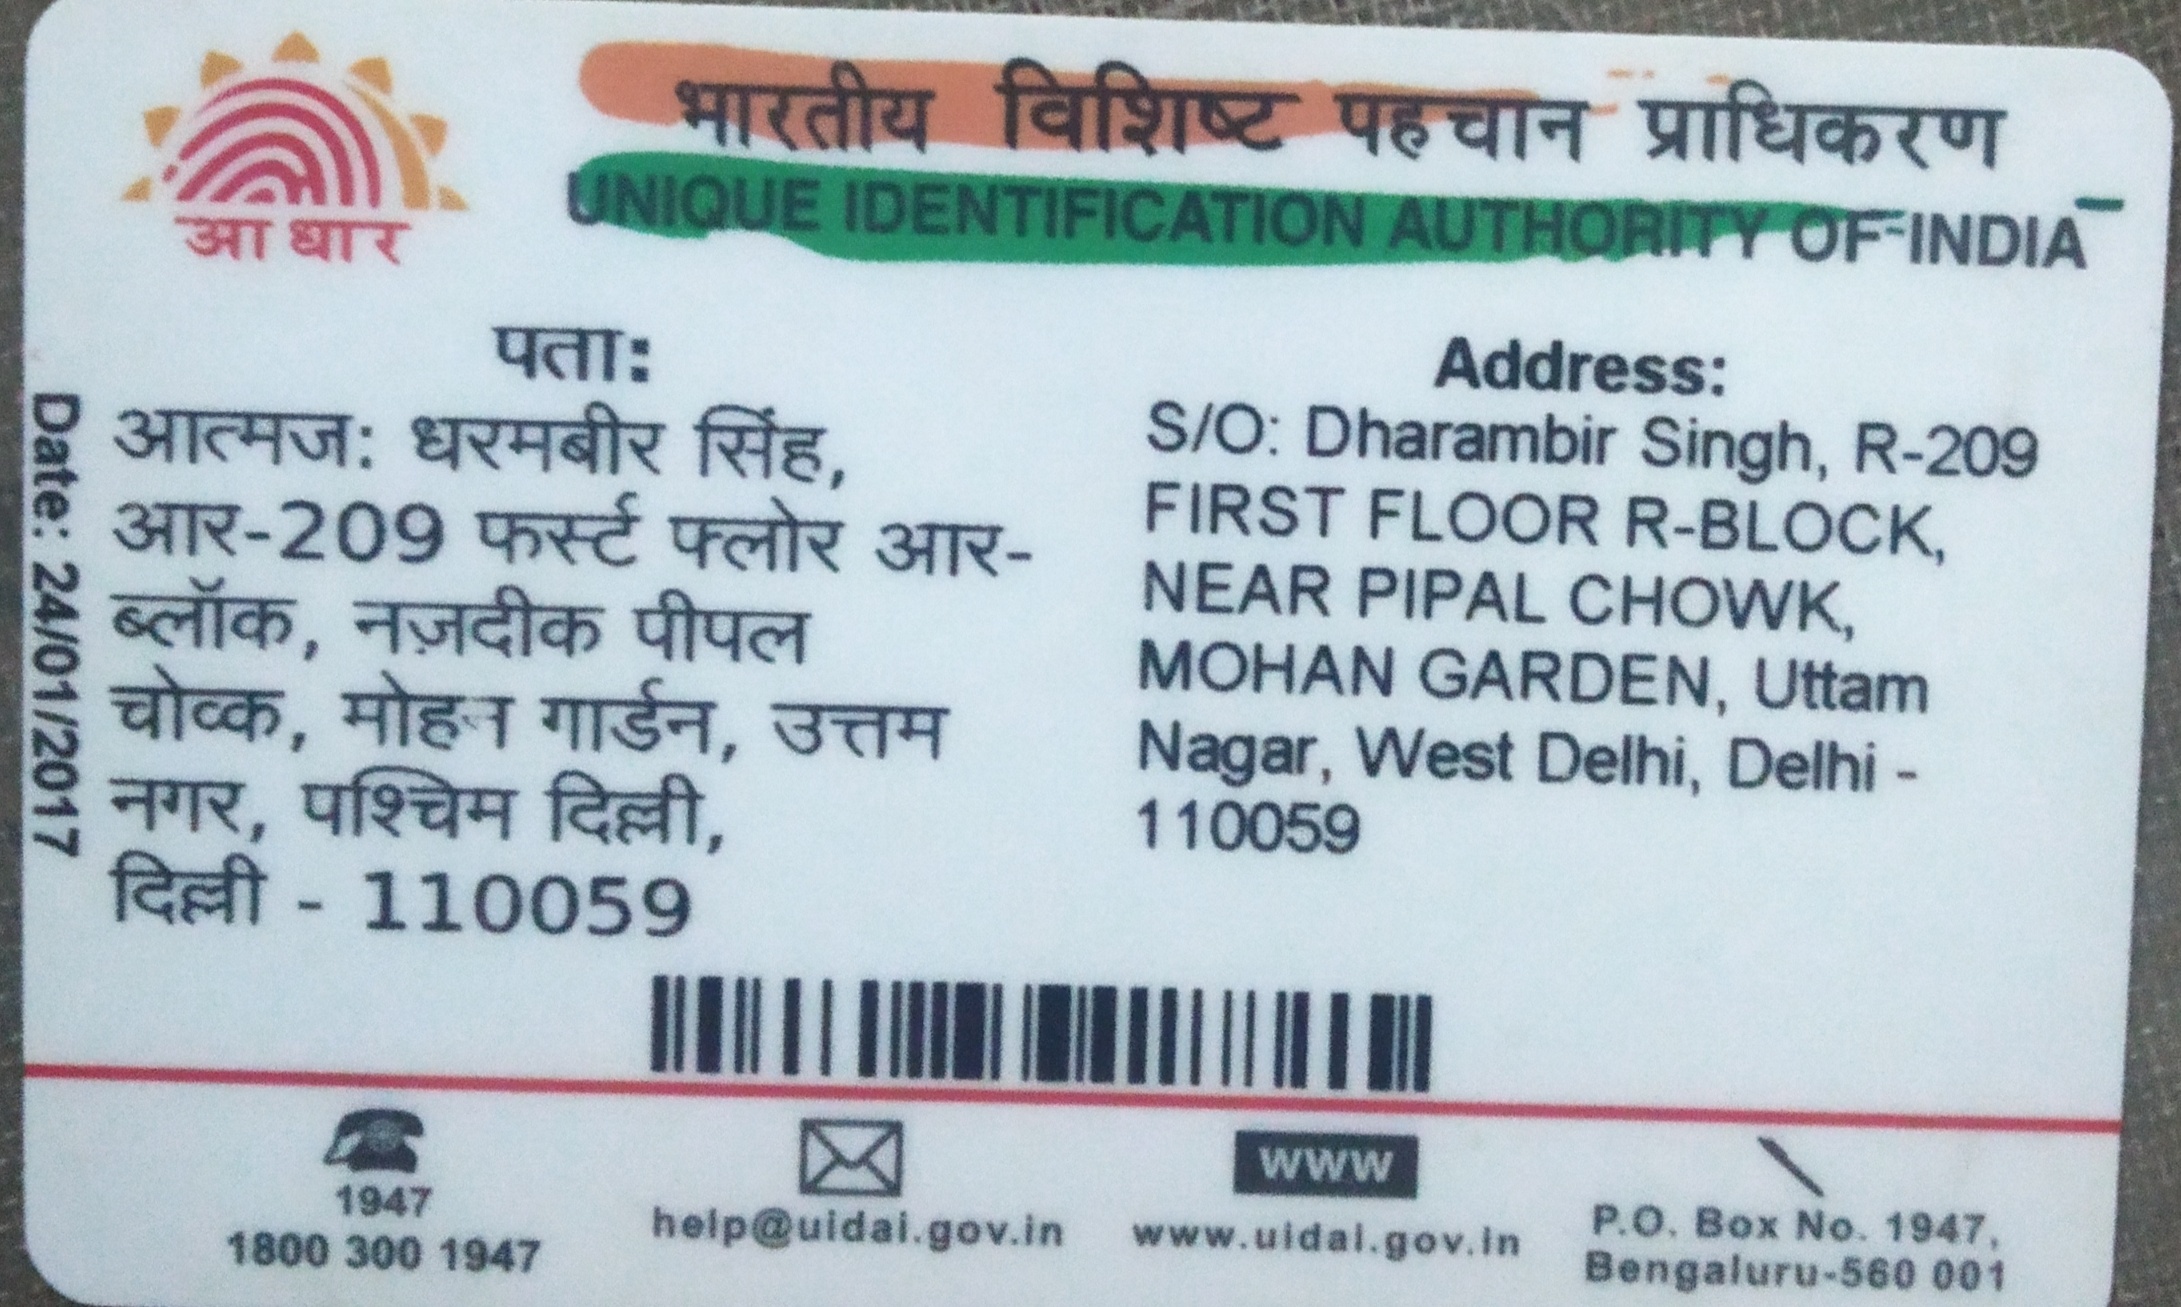 आधार
भारतीय विशिष्ट पहचान प्राधिकरण
UNIQUE IDENTIFICATION AUTHORITY OF INDIA
Date: 24/01/2017
पता:
आत्मज: धरमबीर सिंह,
आर-209 फर्स्ट फ्लोर आर-
ब्लॉक, नज़दीक पीपल
चोव्क, मोहन गार्डन, उत्तम
नगर, पश्चिम दिल्ली,
दिल्ली - 110059
Address:
S/O: Dharambir Singh, R-209
FIRST FLOOR R-BLOCK,
NEAR PIPAL CHOWK,
MOHAN GARDEN, Uttam
Nagar, West Delhi, Delhi -
110059
1947
1800 300 1947
help@uidai.gov.in
www
www.uidai.gov.in
P.O. Box No. 1947,
Bengaluru-560 001